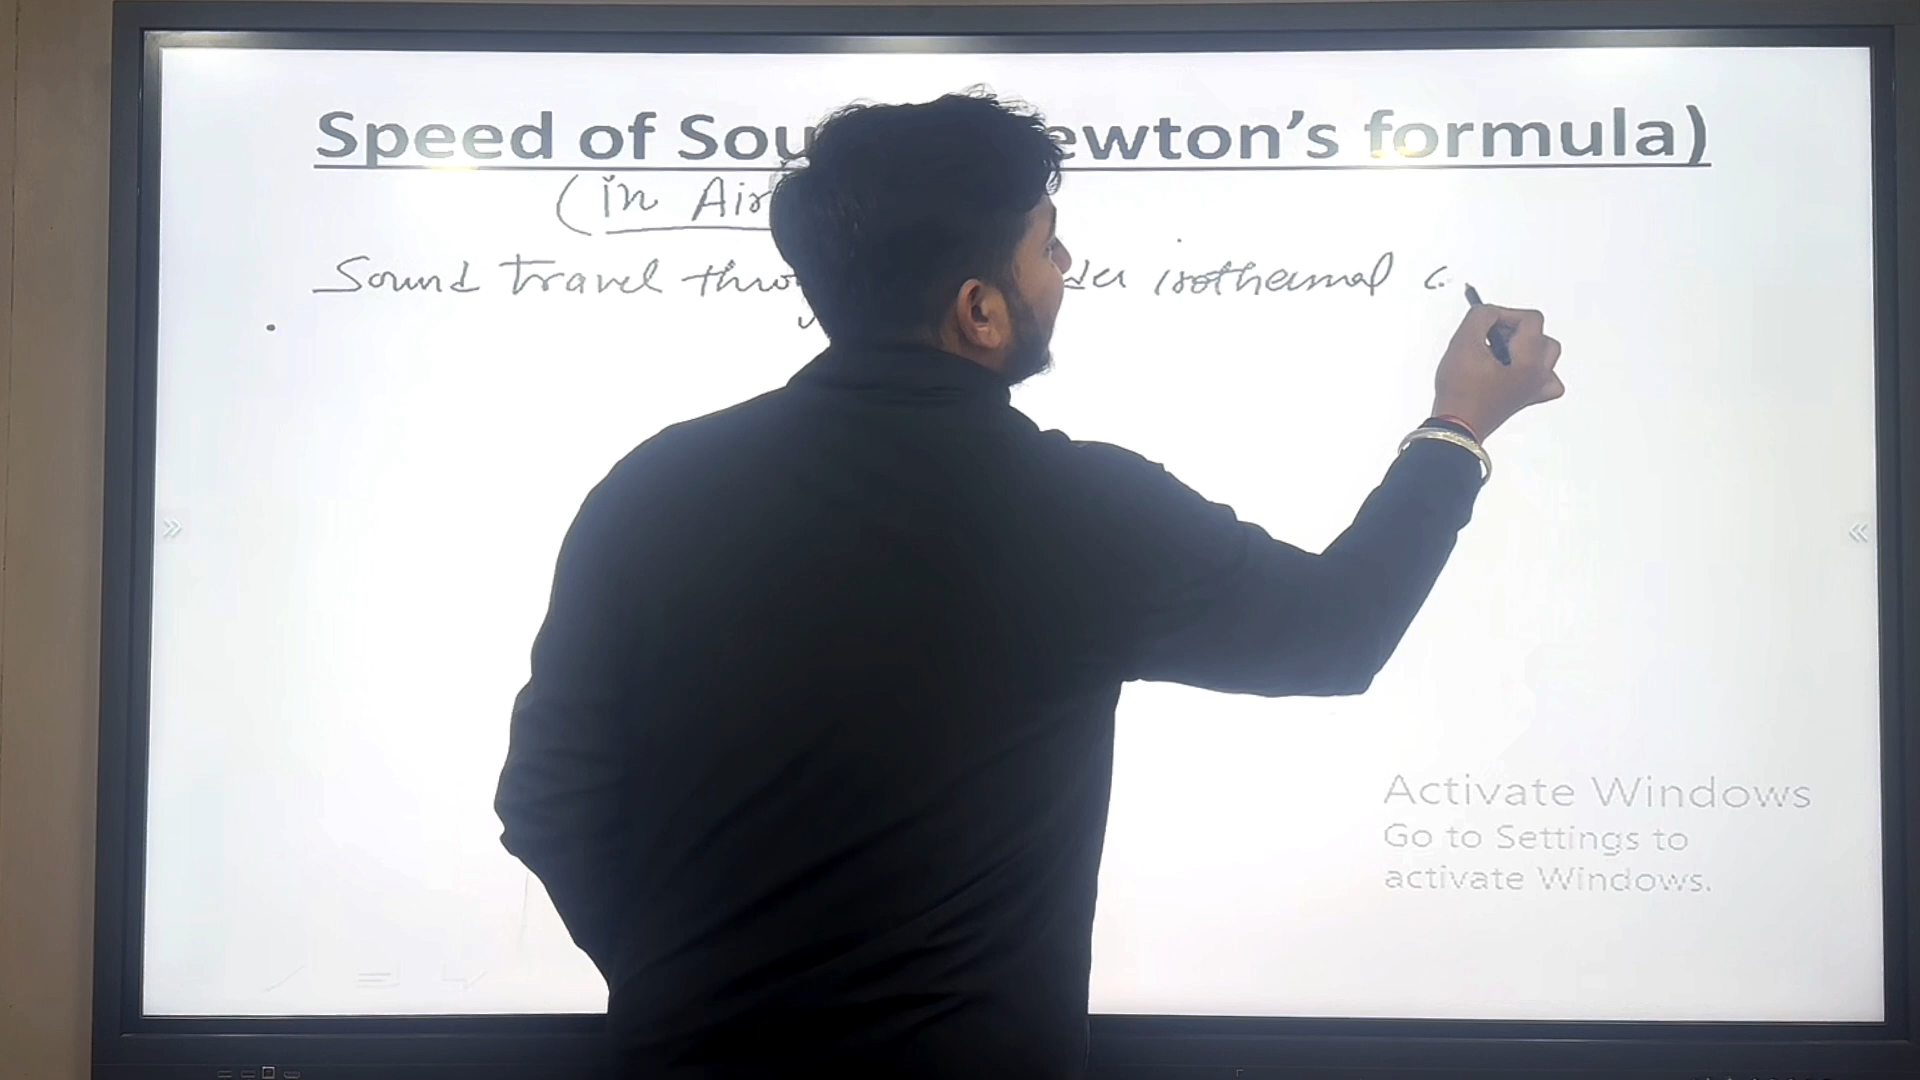 Speed of Sou ewton's formula)
(in Air
Sound travel throug der isothermal c
Activate Windows
Go to Settings to
activate Windows.